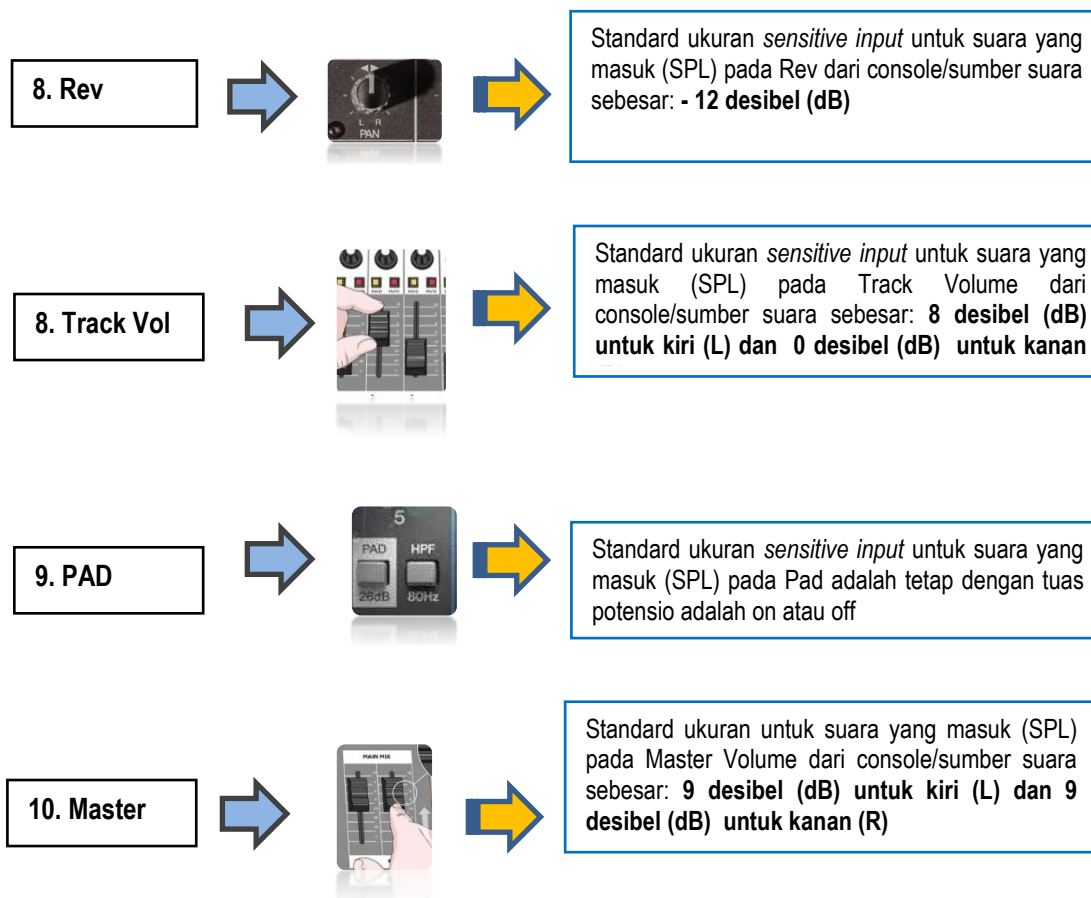 8. Rev
L R
PAN
Standard ukuran sensitive input untuk suara yang
masuk (SPL) pada Rev dari console/sumber suara
sebesar: - 12 desibel (dB)
8. Track Vol
Standard ukuran sensitive input untuk suara yang
masuk (SPL) pada Track Volume dari
console/sumber suara sebesar: 8 desibel (dB)
untuk kiri (L) dan 0 desibel (dB) untuk kanan
9. PAD
5
PAD HPF
26dB 80Hz
Standard ukuran sensitive input untuk suara yang
masuk (SPL) pada Pad adalah tetap dengan tuas
potensio adalah on atau off
10. Master
MAIN MIX
Standard ukuran untuk suara yang masuk (SPL)
pada Master Volume dari console/sumber suara
sebesar: 9 desibel (dB) untuk kiri (L) dan 9
desibel (dB) untuk kanan (R)